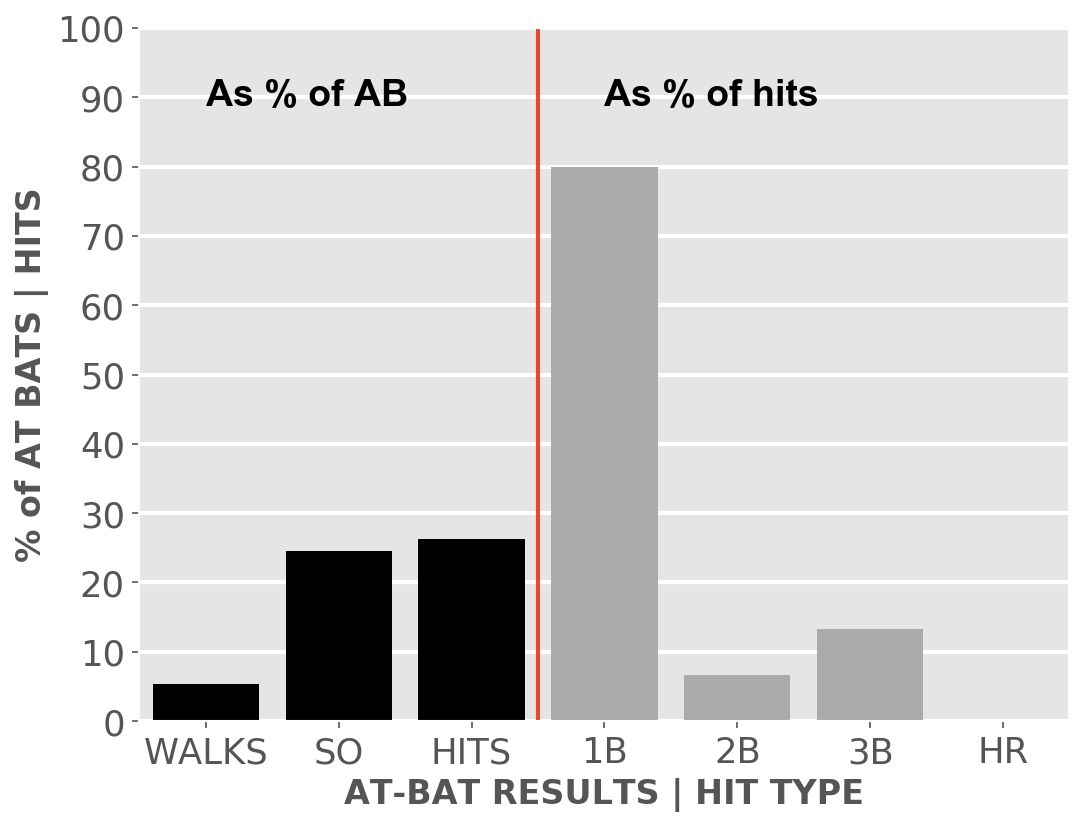 % of AT BATS | HITS
100
90
80
70
60
50
40
30
20
10
0
As % of AB
As % of hits
WALKS SO HITS 1B 2B 3B HR
AT-BAT RESULTS | HIT TYPE